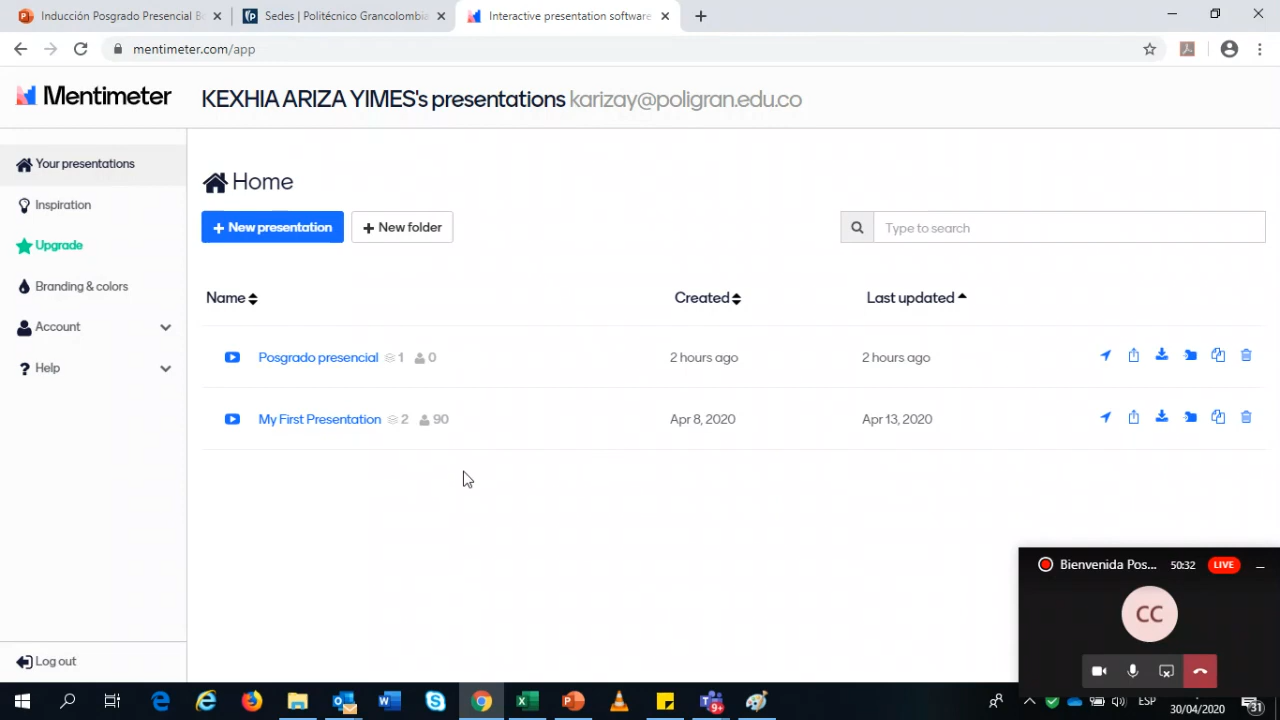 Inducción Posgrado Presencial B
Sedes | Politécnico Grancolombia
Interactive presentation software
mentimeter.com/app
Mentimeter
KEXHIA ARIZA YIMES's presentations karizay@poligran.edu.co
Your presentations
Inspiration
Upgrade
Branding & colors
Account
Help
Log out
Home
+ New presentation
+ New folder
Type to search
Name
Created
Last updated
Posgrado presencial 1 0
2 hours ago
2 hours ago
My First Presentation 2 90
Apr 8, 2020
Apr 13, 2020
Bienvenida Pos... 50:32 LIVE
CC
9+
ESP
30/04/2020
31